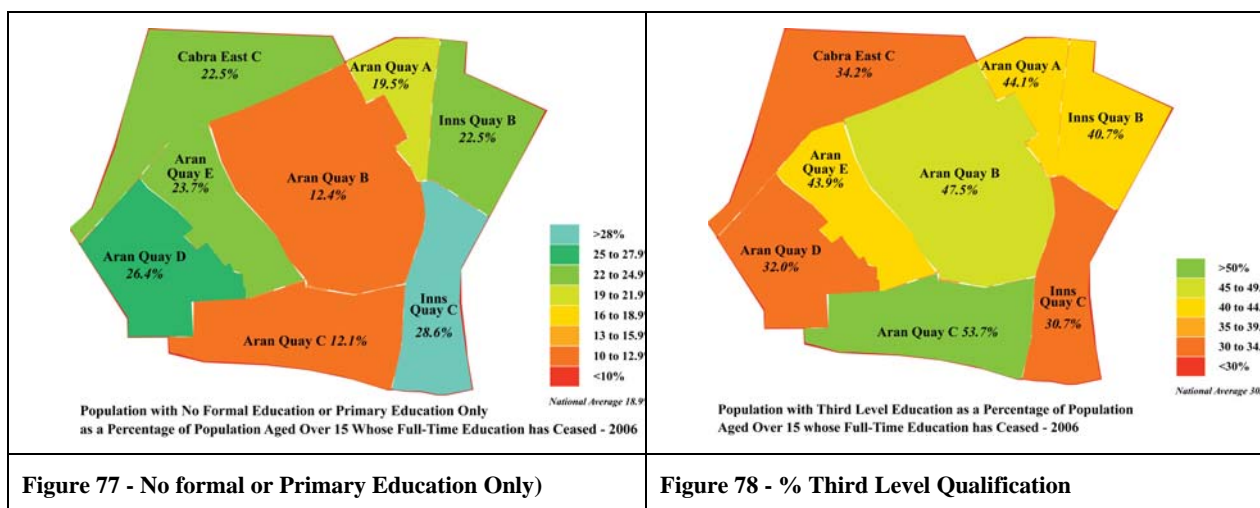 Cabra East C
22.5%
Aran Quay A
19.5%
Inns Quay B
22.5%
Aran
Quay E
23.7%
Aran Quay B
12.4%
Aran Quay D
26.4%
Inns
Quay C
28.6%
Aran Quay C 12.1%
>28%
25 to 27.9%
22 to 24.9%
19 to 21.9%
16 to 18.9%
13 to 15.9%
10 to 12.9%
<10%
National Average 18.9%
Population with No Formal Education or Primary Education Only
as a Percentage of Population Aged Over 15 Whose Full-Time Education has Ceased - 2006
Figure 77 - No formal or Primary Education Only)
Cabra East C
34.2%
Aran Quay A
44.1%
Inns Quay B
40.7%
Aran
Quay E
43.9%
Aran Quay B
47.5%
Aran Quay D
32.0%
Inns
Quay C
30.7%
Aran Quay C 53.7%
>50%
45 to 49.
40 to 44.
35 to 39.
30 to 34.
<30%
National Average 30.
Population with Third Level Education as a Percentage of Population
Aged Over 15 whose Full-Time Education has Ceased - 2006
Figure 78 - % Third Level Qualification